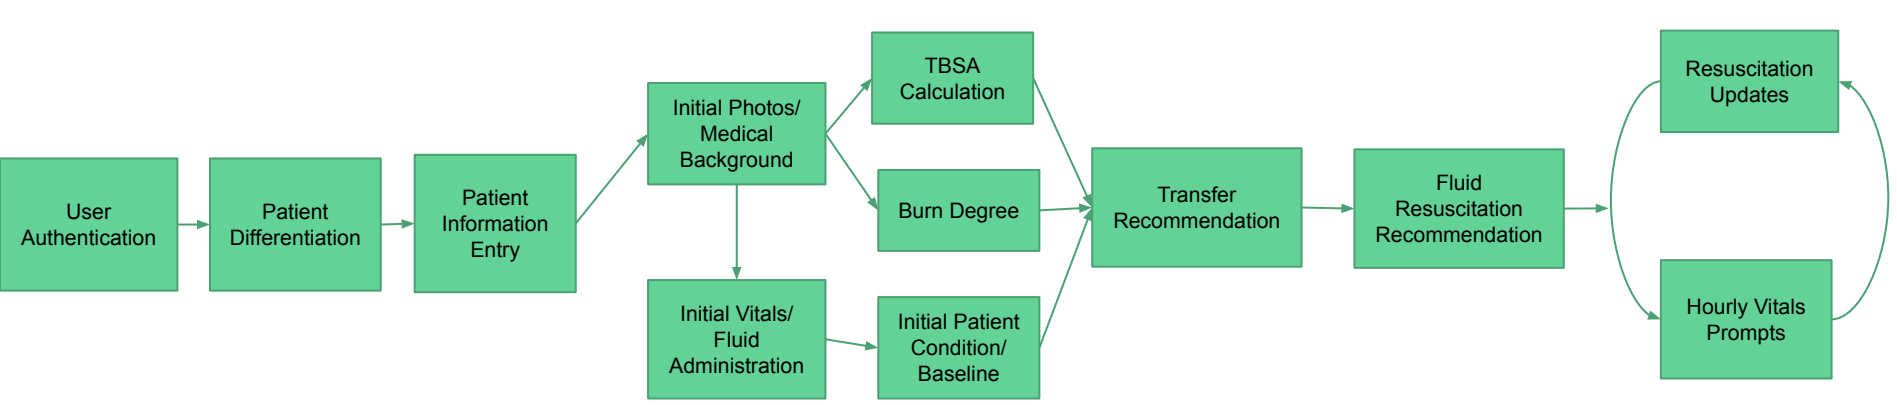 User
Authentication
Patient
Differentiation
Patient
Information
Entry
Initial Photos/
Medical
Background
Initial Vitals/
Fluid
Administration
TBSA
Calculation
Burn Degree
Initial Patient
Condition/
Baseline
Transfer
Recommendation
Fluid
Resuscitation
Recommendation
Resuscitation
Updates
Hourly Vitals
Prompts